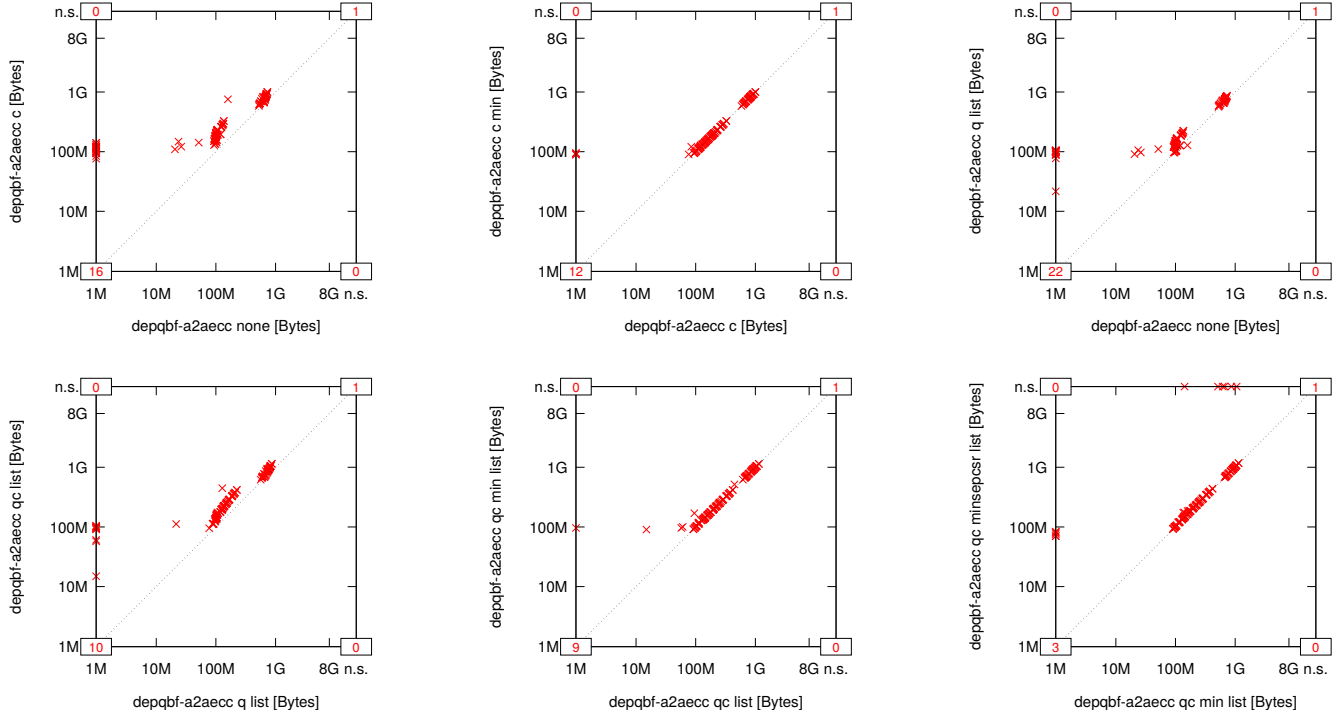 n.s. 0 1
8G
1G
100M
10M
1M 16 0
1M 10M 100M 1G 8G n.s.
depqbf-a2aecc c [Bytes]
depqbf-a2aecc none [Bytes]
n.s. 0 1
8G
1G
100M
10M
1M 12 0
1M 10M 100M 1G 8G n.s.
depqbf-a2aecc c min [Bytes]
depqbf-a2aecc c [Bytes]
n.s. 0 1
8G
1G
100M
10M
1M 22 0
1M 10M 100M 1G 8G n.s.
depqbf-a2aecc q list [Bytes]
depqbf-a2aecc none [Bytes]
n.s. 0 1
8G
1G
100M
10M
1M 10 0
1M 10M 100M 1G 8G n.s.
depqbf-a2aecc qc list [Bytes]
depqbf-a2aecc q list [Bytes]
n.s. 0 1
8G
1G
100M
10M
1M 9 0
1M 10M 100M 1G 8G n.s.
depqbf-a2aecc qc min list [Bytes]
depqbf-a2aecc qc list [Bytes]
n.s. 0 1
8G
1G
100M
10M
1M 3 0
1M 10M 100M 1G 8G n.s.
depqbf-a2aecc qc minsepcsr list [Bytes]
depqbf-a2aecc qc min list [Bytes]